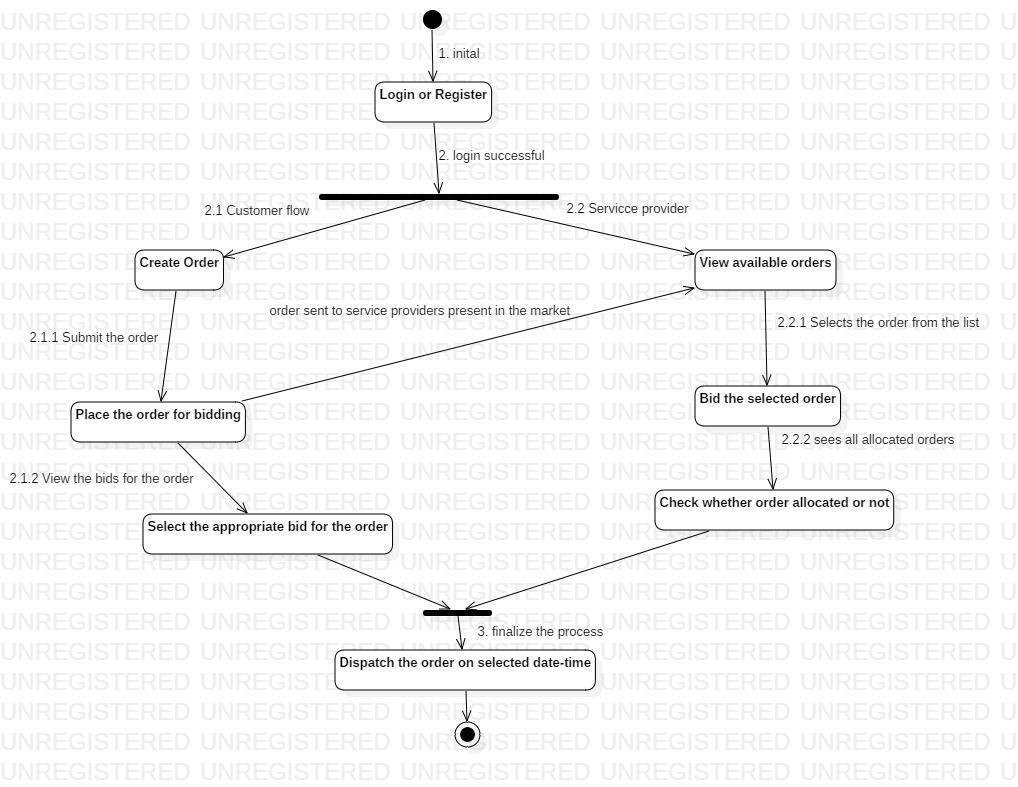 1. inital
Login or Register
2. login successful
2.1 Customer flow
2.2 Servicce provider
Create Order
View available orders
order sent to service providers present in the market
2.1.1 Submit the order
2.2.1 Selects the order from the list
Place the order for bidding
Bid the selected order
2.2.2 sees all allocated orders
2.1.2 View the bids for the order
Check whether order allocated or not
Select the appropriate bid for the order
3. finalize the process
Dispatch the order on selected date-time
UNREGISTERED